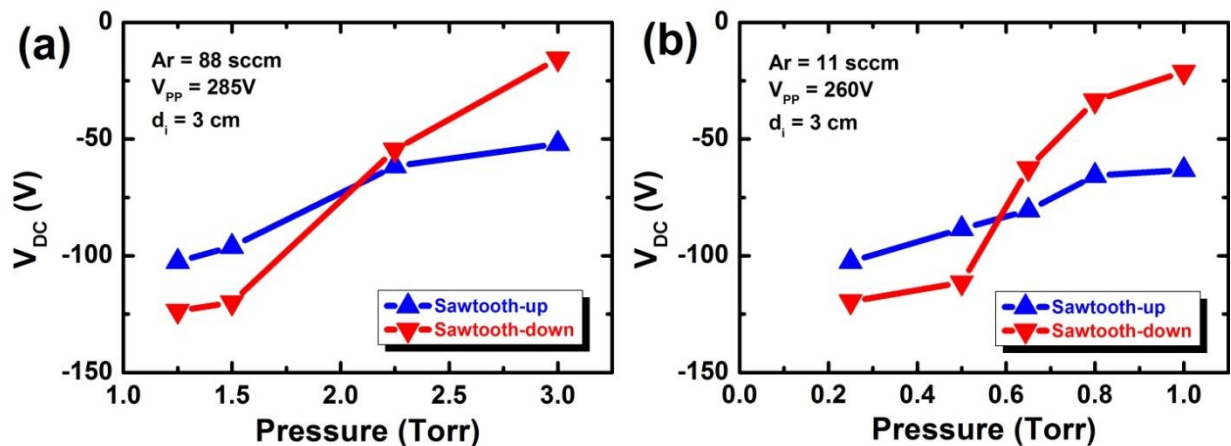 (a)
Ar = 88 sccm
V_PP = 285V
d_i = 3 cm
V_DC (V)
0
-50
-100
-150
Sawtooth-up
Sawtooth-down
1.0 1.5 2.0 2.5 3.0
Pressure (Torr)
(b)
Ar = 11 sccm
V_PP = 260V
d_i = 3 cm
V_DC (V)
0
-50
-100
-150
Sawtooth-up
Sawtooth-down
0.0 0.2 0.4 0.6 0.8 1.0
Pressure (Torr)